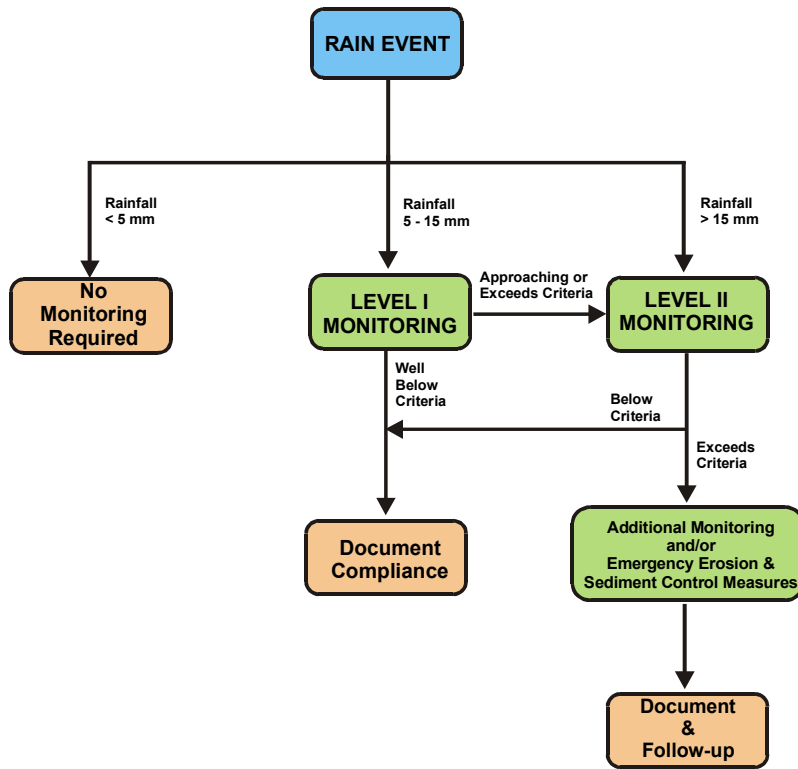 RAIN EVENT
Rainfall
< 5 mm
Rainfall
5 - 15 mm
Rainfall
> 15 mm
No
Monitoring
Required
LEVEL I
MONITORING
Approaching or
Exceeds Criteria
LEVEL II
MONITORING
Well
Below
Criteria
Below
Criteria
Exceeds
Criteria
Document
Compliance
Additional Monitoring
and/or
Emergency Erosion &
Sediment Control Measures
Document
&
Follow-up